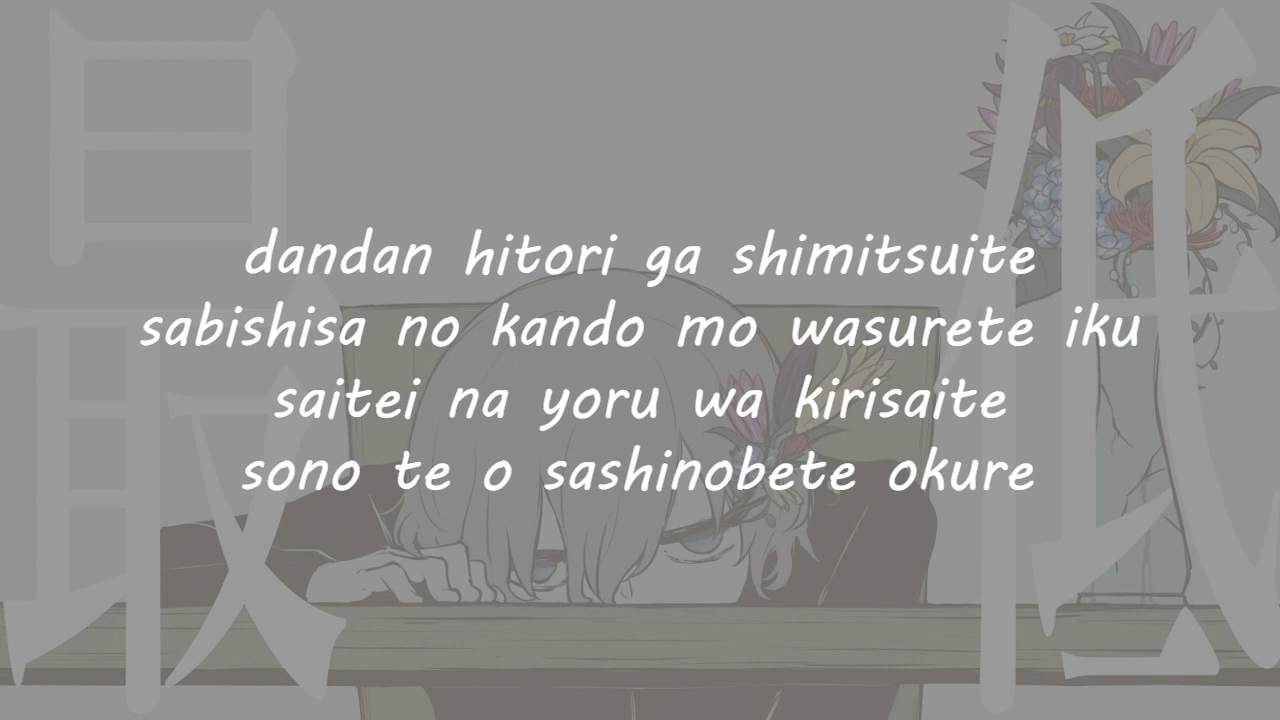 最低
dandan hitori ga shimitsuite
sabishisa no kando mo wasurete iku
saitei na yoru wa kirisaite
sono te o sashinobete okure